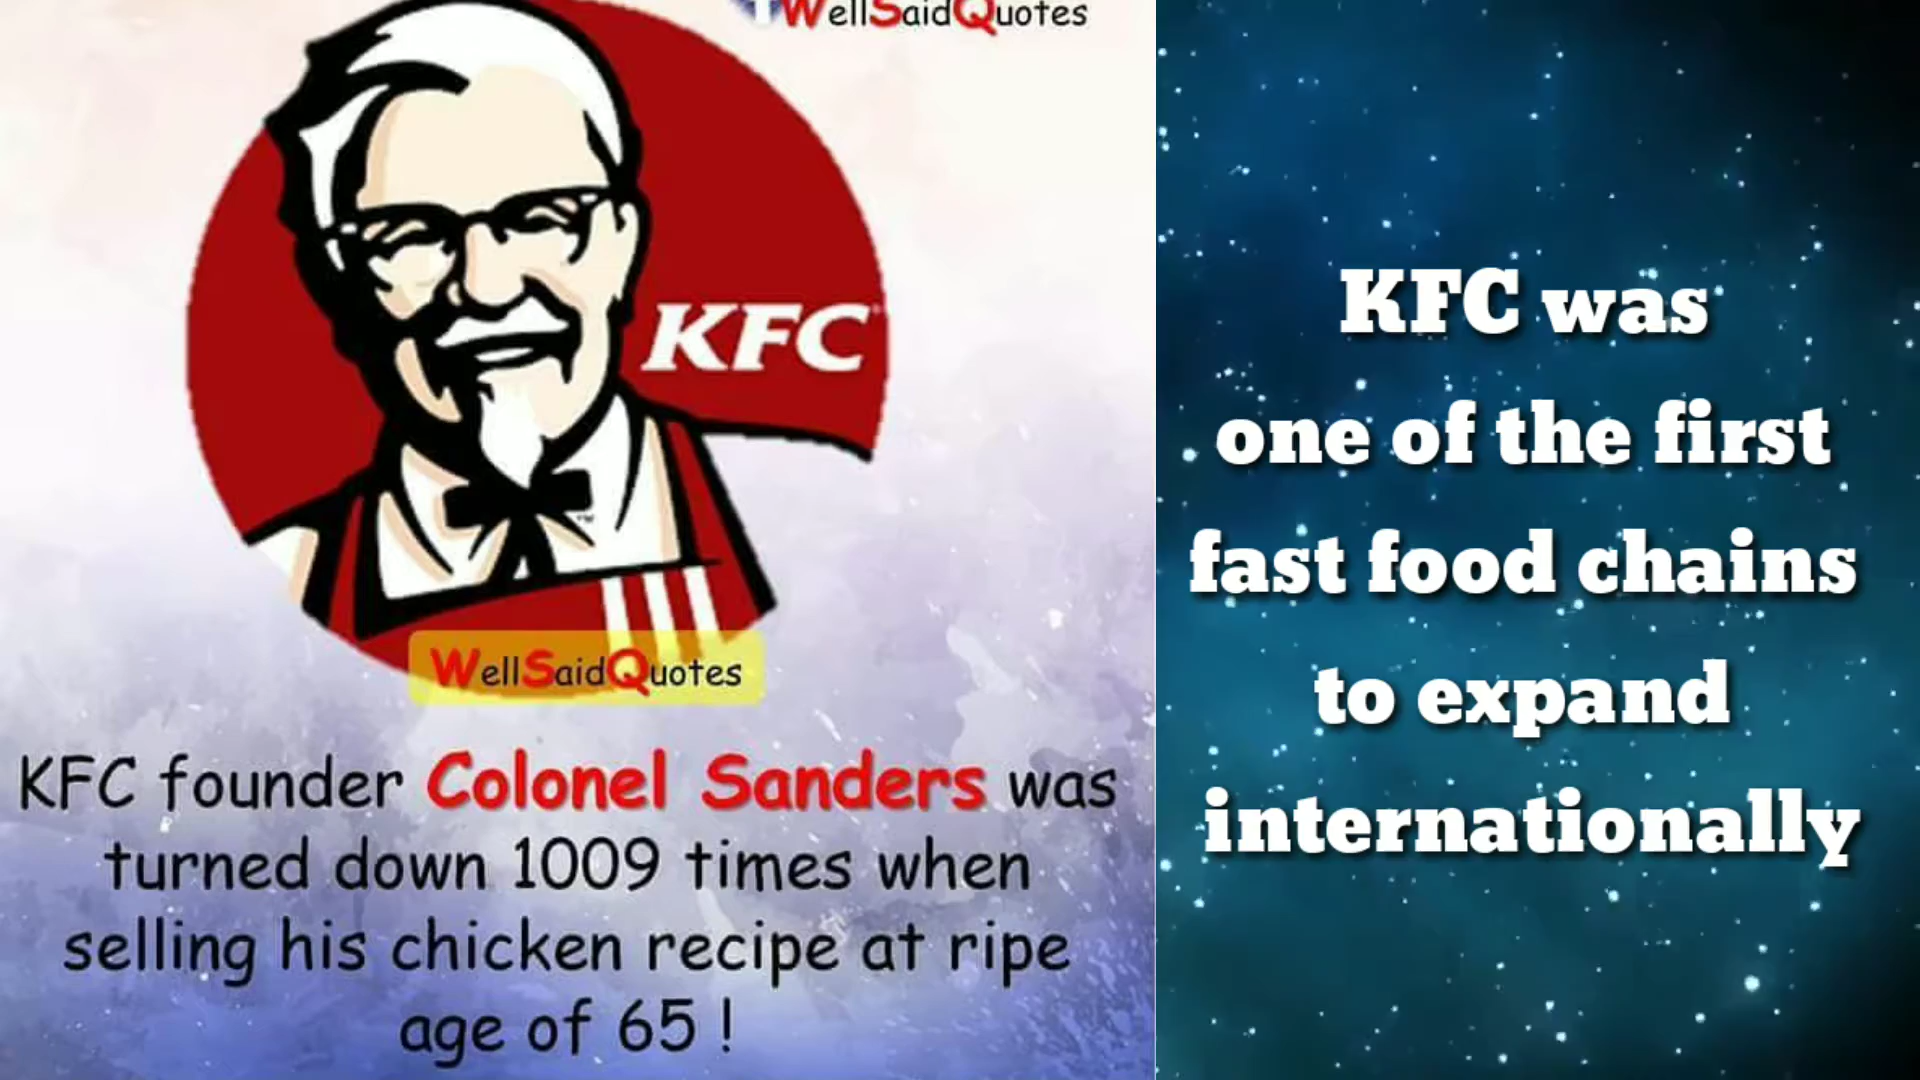 WellSaidQuotes
KFC
WellSaidQuotes
KFC founder Colonel Sanders was
turned down 1009 times when
selling his chicken recipe at ripe
age of 65 !
KFC was
one of the first
fast food chains
to expand
internationally